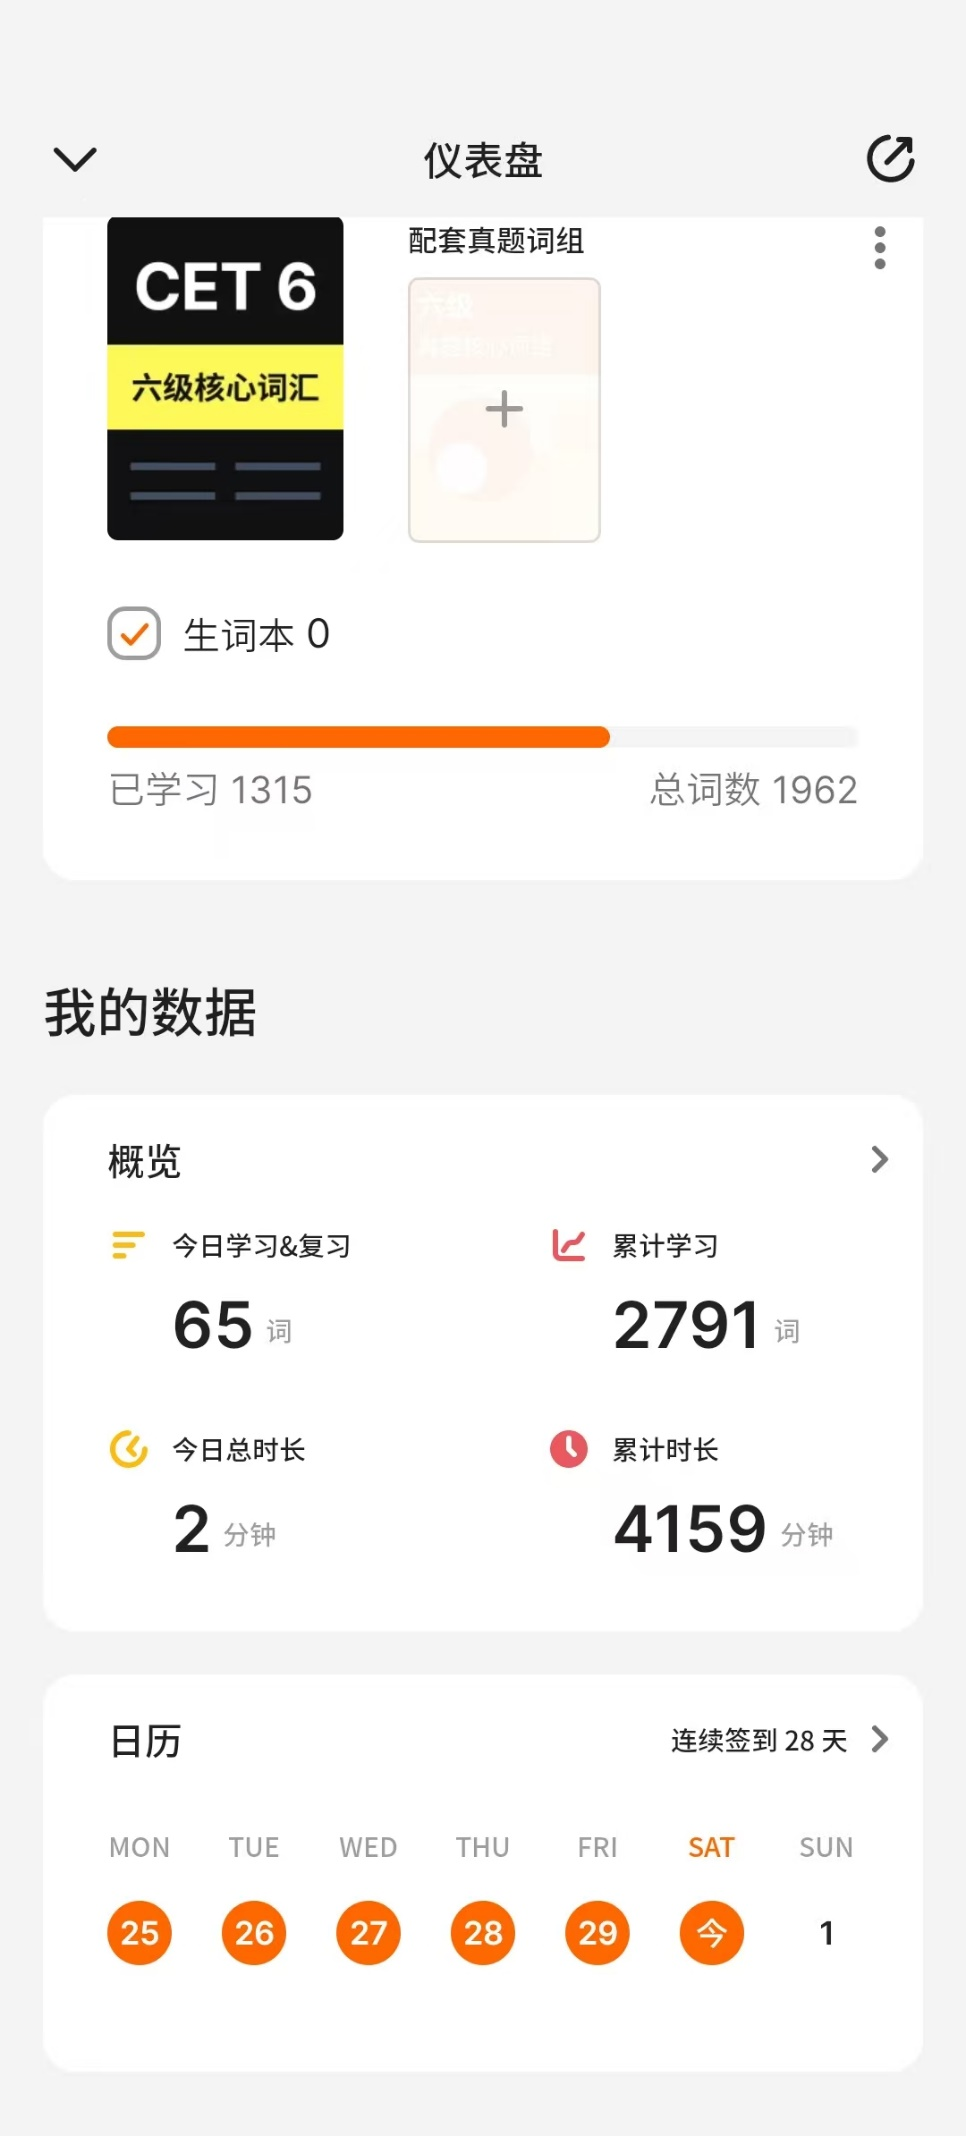 仪表盘
CET 6
六级核心词汇
配套真题词组
六级
生词本 0
已学习 1315
总词数 1962
我的数据
概览
今日学习&复习
累计学习
65 词
2791 词
今日总时长
累计时长
2 分钟
4159 分钟
日历
连续签到 28 天
MON TUE WED THU FRI SAT SUN
25 26 27 28 29 今 1